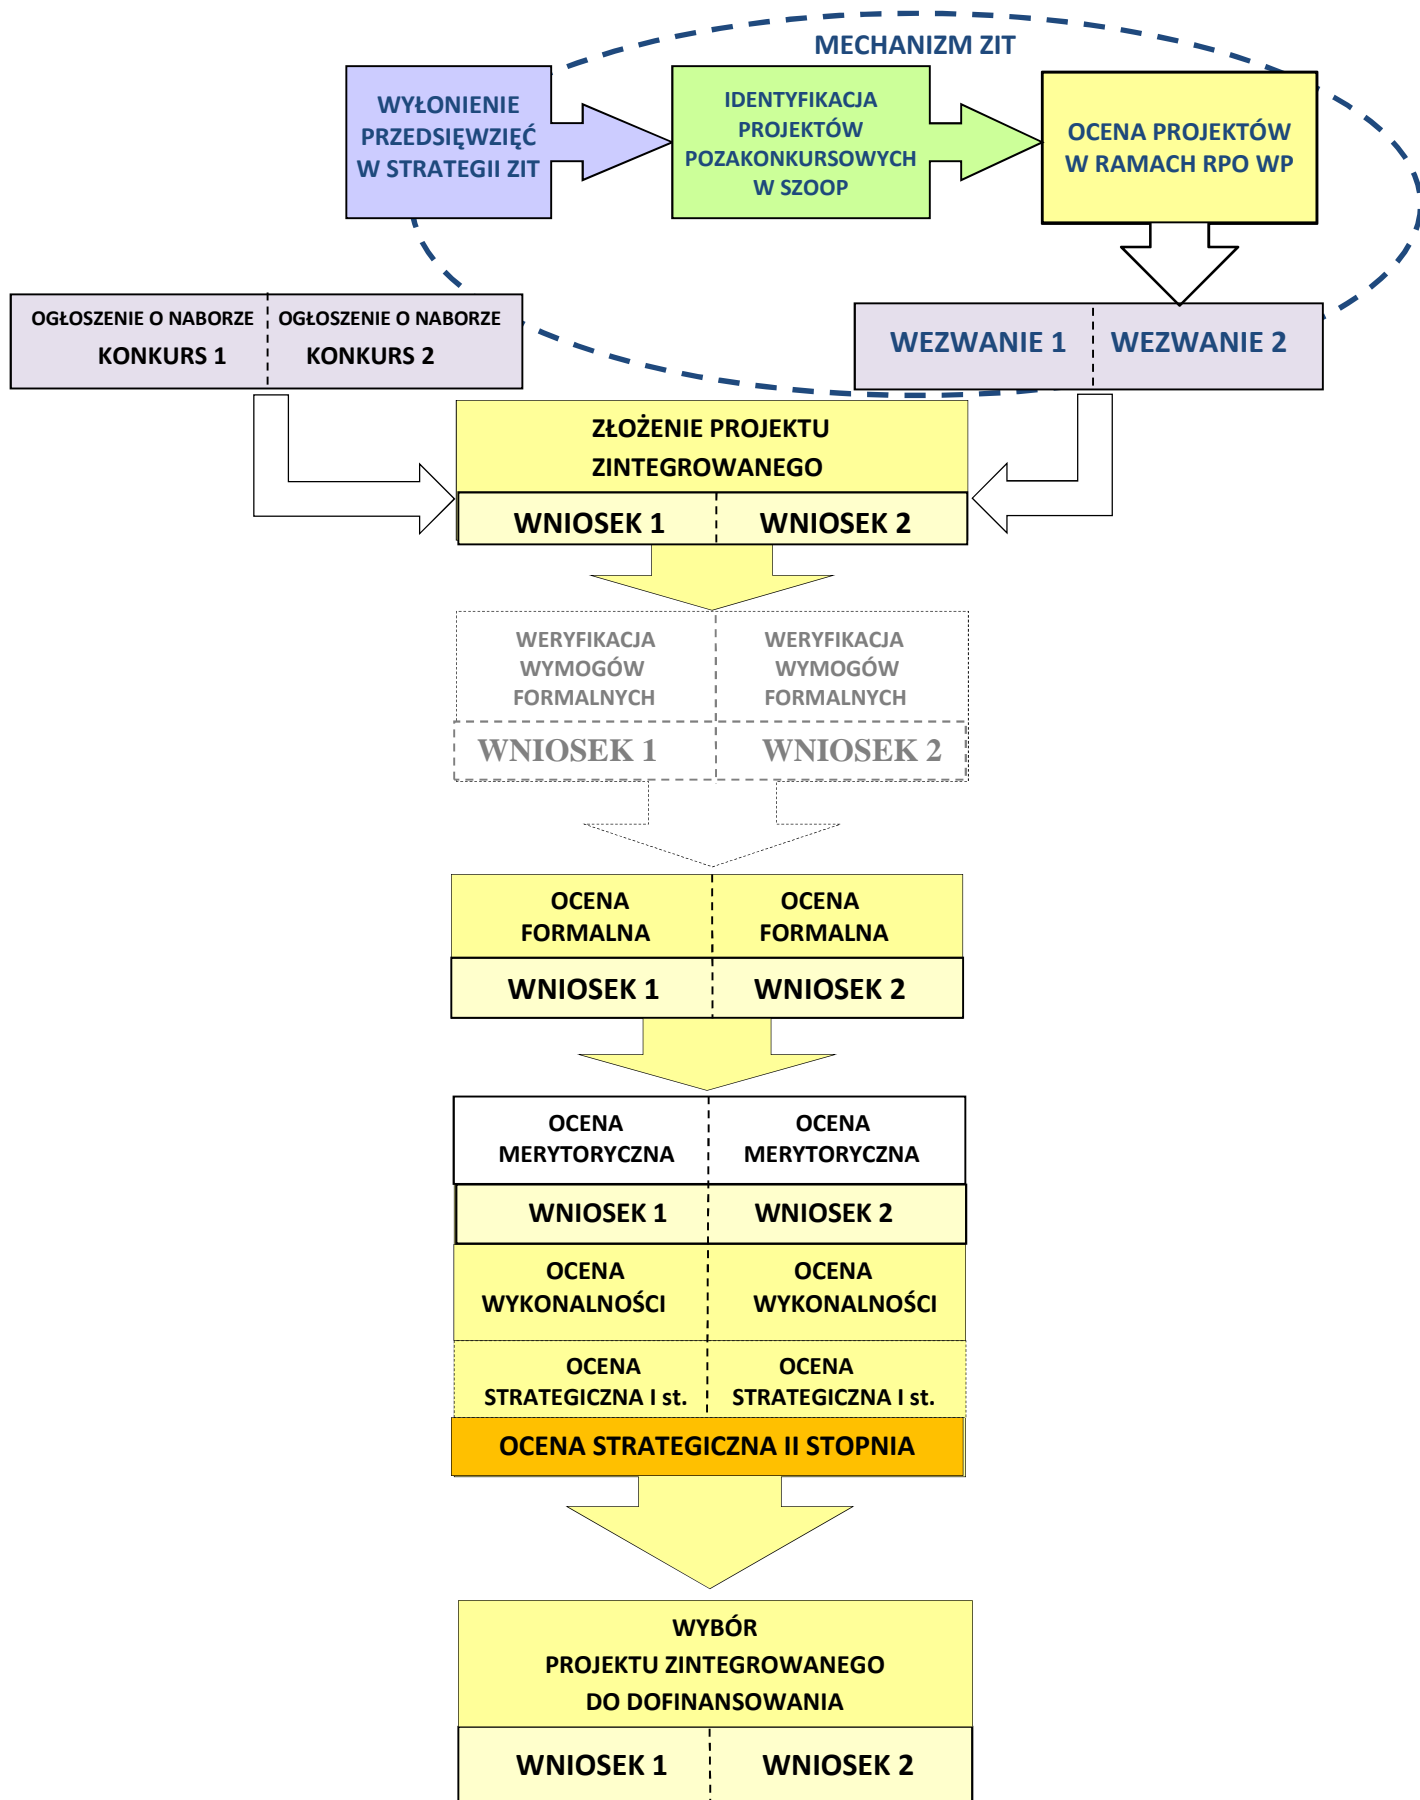 MECHANIZM ZIT
WYŁONIENIE
PRZEDSIĘWZIĘĆ
W STRATEGII ZIT
IDENTYFIKACJA
PROJEKTÓW
POZAKONKURSOWYCH
W SZOOP
OCENA PROJEKTÓW
W RAMACH RPO WP
OGŁOSZENIE O NABORZE
KONKURS 1
OGŁOSZENIE O NABORZE
KONKURS 2
WEZWANIE 1
WEZWANIE 2
ZŁOŻENIE PROJEKTU
ZINTEGROWANEGO
WNIOSEK 1
WNIOSEK 2
WERYFIKACJA
WYMOGÓW
FORMALNYCH
WERYFIKACJA
WYMOGÓW
FORMALNYCH
WNIOSEK 1
WNIOSEK 2
OCENA
FORMALNA
OCENA
FORMALNA
WNIOSEK 1
WNIOSEK 2
OCENA
MERYTORYCZNA
OCENA
MERYTORYCZNA
WNIOSEK 1
WNIOSEK 2
OCENA
WYKONALNOŚCI
OCENA
WYKONALNOŚCI
OCENA
STRATEGICZNA I st.
OCENA
STRATEGICZNA I st.
OCENA STRATEGICZNA II STOPNIA
WYBÓR
PROJEKTU ZINTEGROWANEGO
DO DOFINANSOWANIA
WNIOSEK 1
WNIOSEK 2